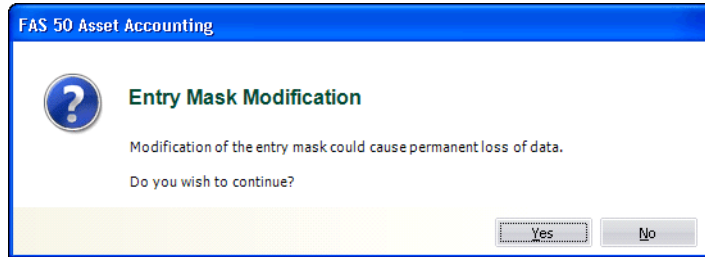 FAS 50 Asset Accounting
Entry Mask Modification
Modification of the entry mask could cause permanent loss of data.
Do you wish to continue?
Yes No